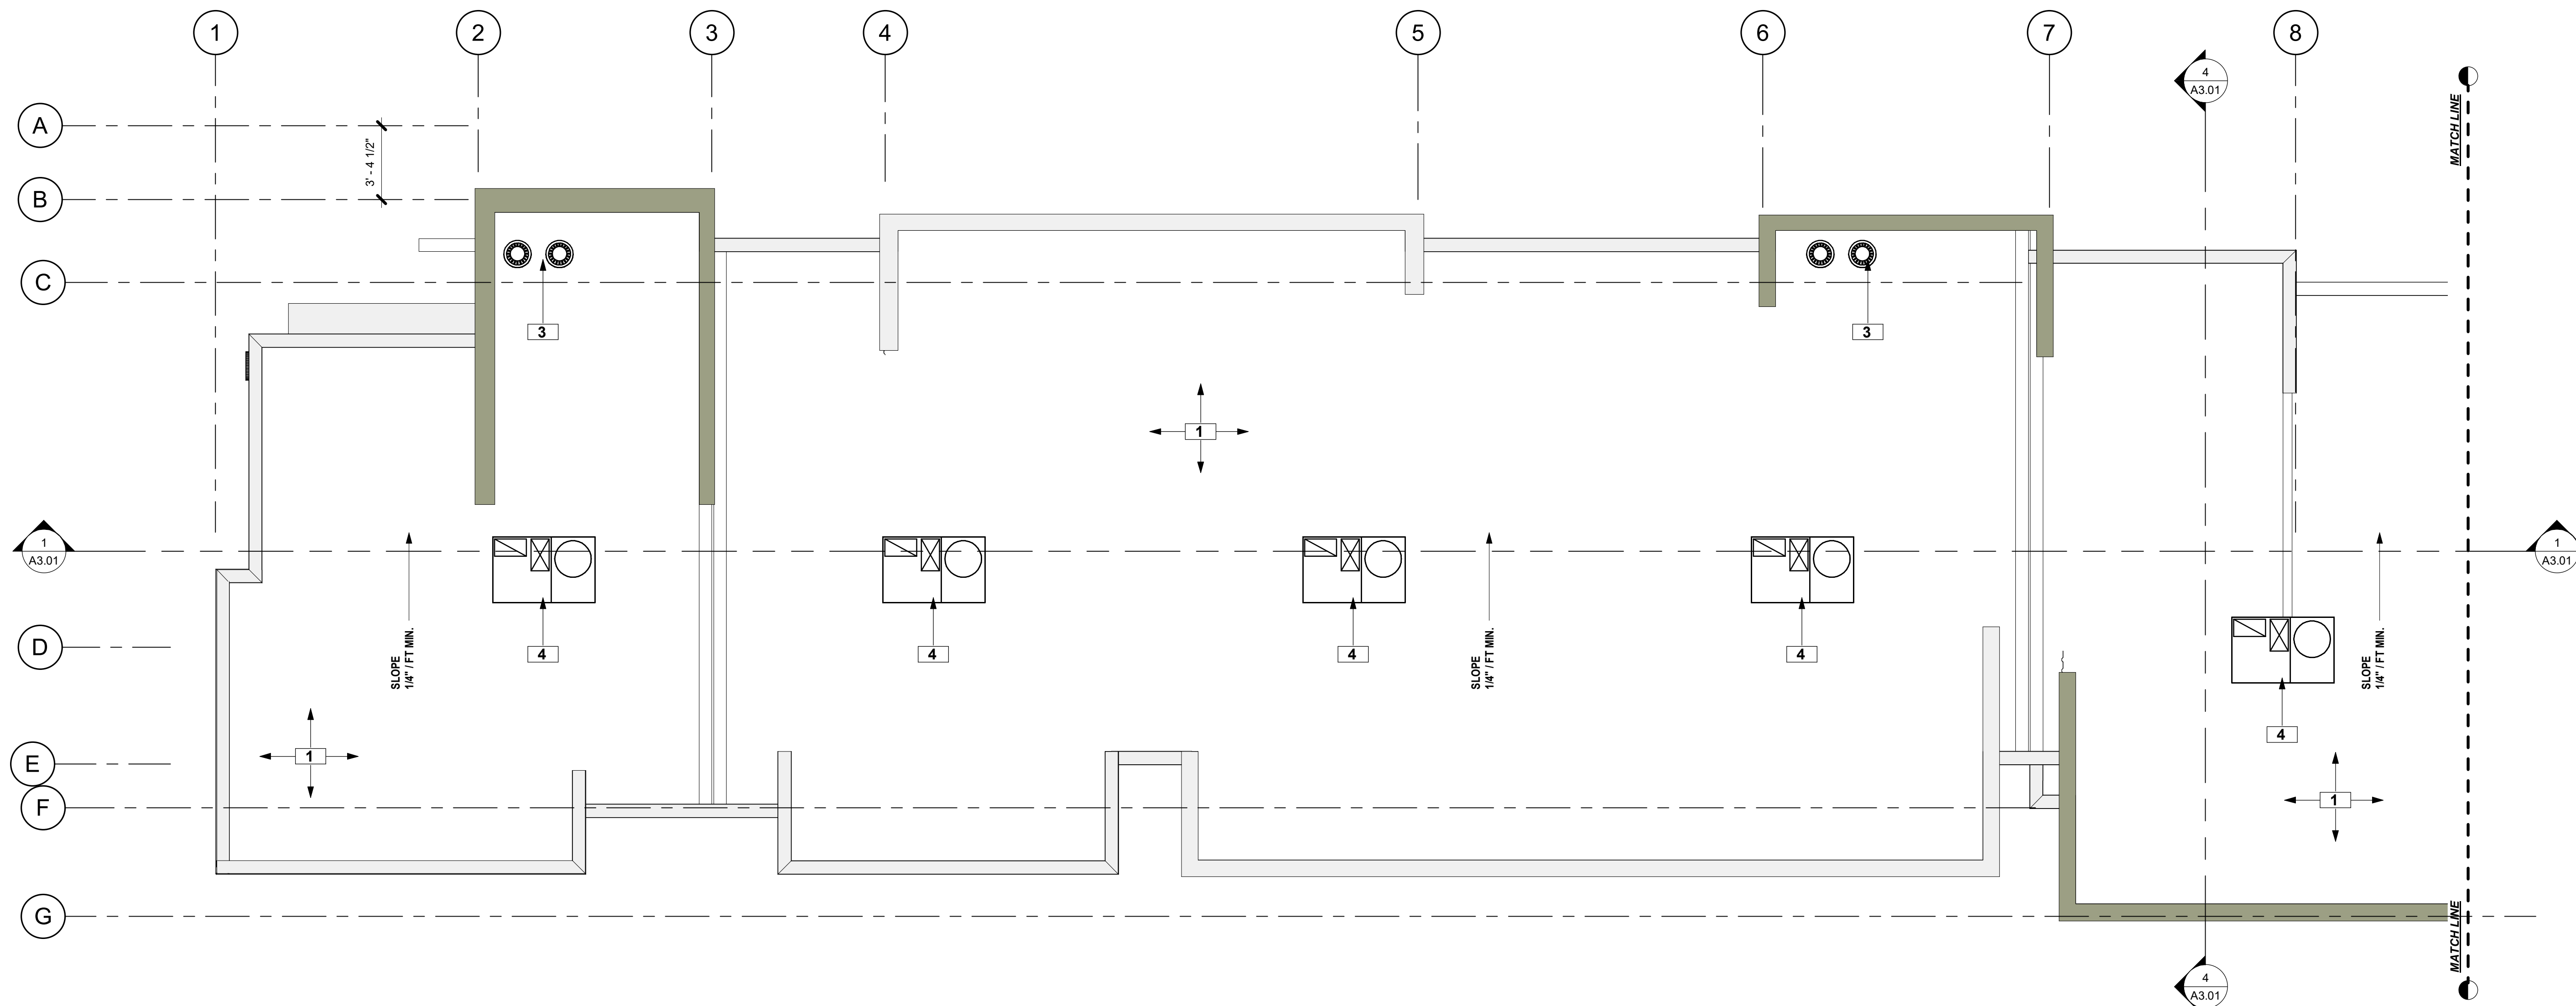 1
2
3
4
5
6
7
8
4
A3.01
MATCH LINE
A
3' - 4 1/2"
B
C
3
3
1
1
A3.01
1
A3.01
SLOPE
1/4" / FT MIN.
SLOPE
1/4" / FT MIN.
SLOPE
1/4" / FT MIN.
D
4
4
4
4
4
E
1
1
F
G
MATCH LINE
4
A3.01